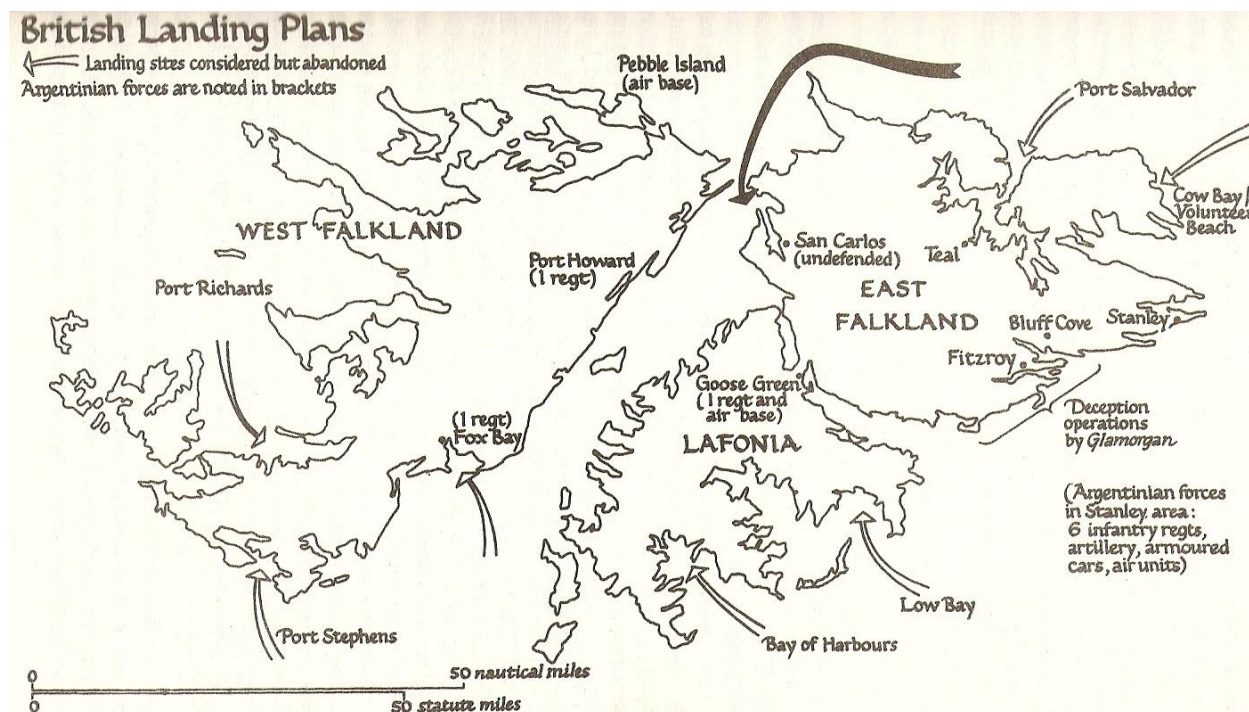 British Landing Plans
Landing sites considered but abandoned
Argentinian forces are noted in brackets
Pebble Island
(air base)
Port Salvador
Cow Bay/
Volunteer
Beach
WEST FALKLAND
San Carlos
(undefended)
Teal
Port Howard
(1 regt)
Port Richards
EAST
FALKLAND
Bluff Cove
Stanley
Fitzroy
Goose Green
(1 regt and
air base)
(1 regt)
Fox Bay
LAFONIA
Deception
operations
by Glamorgan
(Argentinian forces
in Stanley area:
6 infantry regts,
artillery, armoured
cars, air units)
Low Bay
Port Stephens
Bay of Harbours
0
50 nautical miles
0
50 statute miles